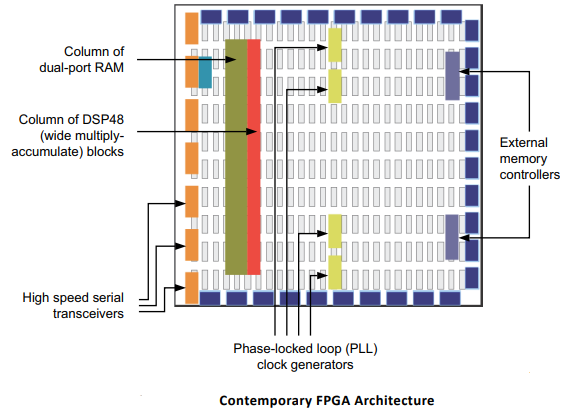 Column of
dual-port RAM
Column of DSP48
(wide multiply-
accumulate) blocks
External
memory
controllers
High speed serial
transceivers
Phase-locked loop (PLL)
clock generators
Contemporary FPGA Architecture